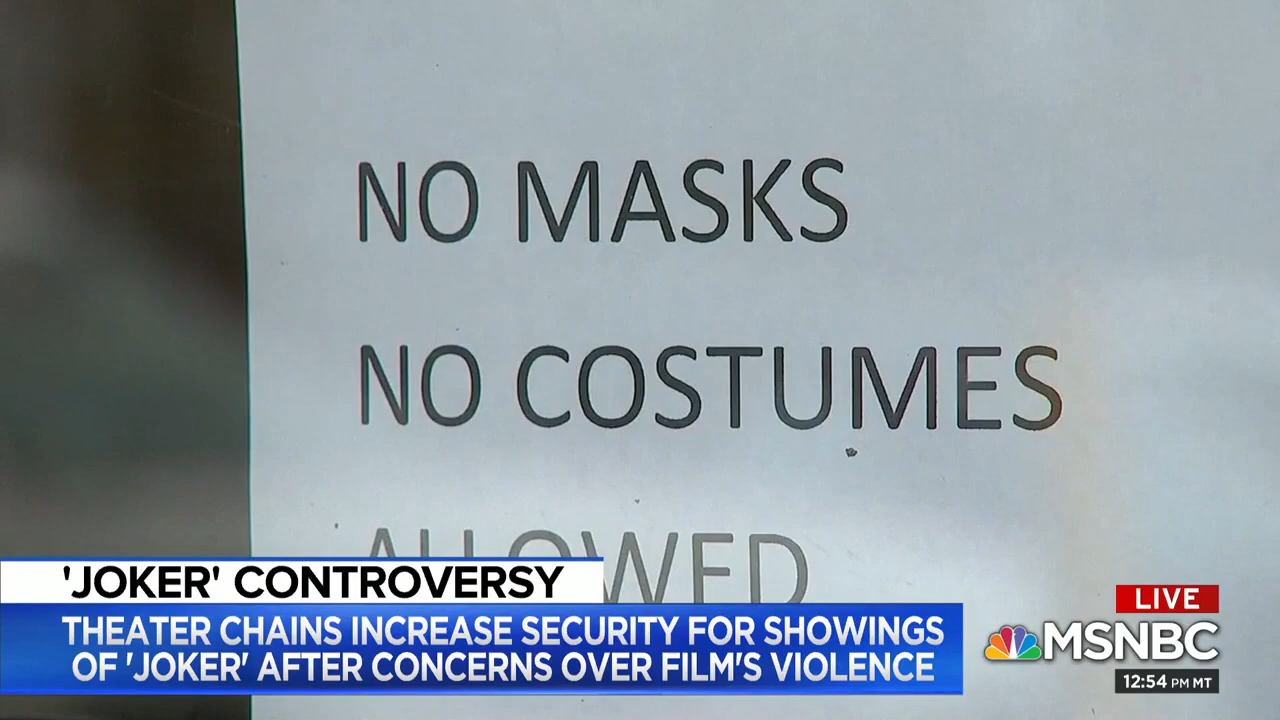 NO MASKS
NO COSTUMES
ALLOWED
'JOKER' CONTROVERSY
THEATER CHAINS INCREASE SECURITY FOR SHOWINGS
OF 'JOKER' AFTER CONCERNS OVER FILM'S VIOLENCE
LIVE
MSNBC
12:54 PM MT